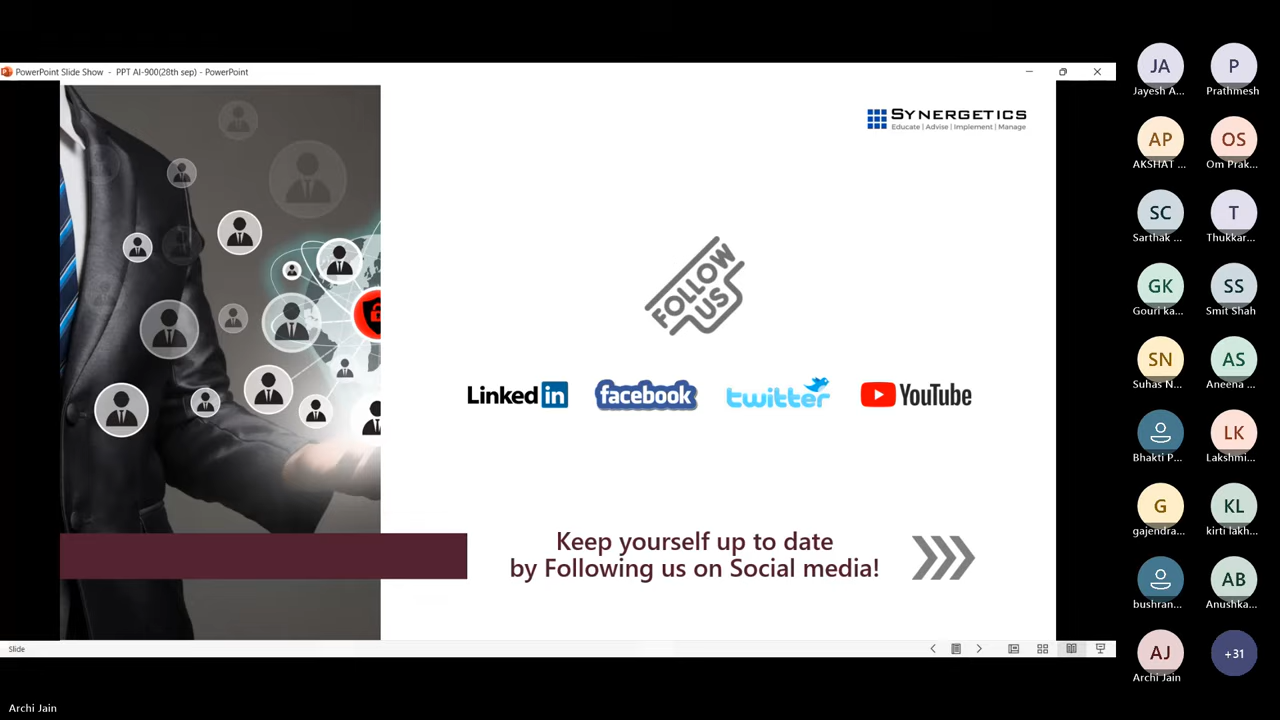 PowerPoint Slide Show - PPT AI-900(28th sep) - PowerPoint
SYNERGETICS
Educate | Advise | Implement | Manage
FOLLOW
US
Linked in
facebook
twitter
YouTube
Keep yourself up to date
by Following us on Social media!
Slide
Archi Jain
JA
Jayesh A...
P
Prathmesh
AP
AKSHAT ...
OS
Om Prak...
SC
Sarthak ...
T
Thukkar...
GK
Gouri ka...
SS
Smit Shah
SN
Suhas N...
AS
Aneena ...
Bhakti P...
LK
Lakshmi...
G
gajendra...
KL
kirti lakh...
bushran...
AB
Anushka...
AJ
Archi Jain
+31